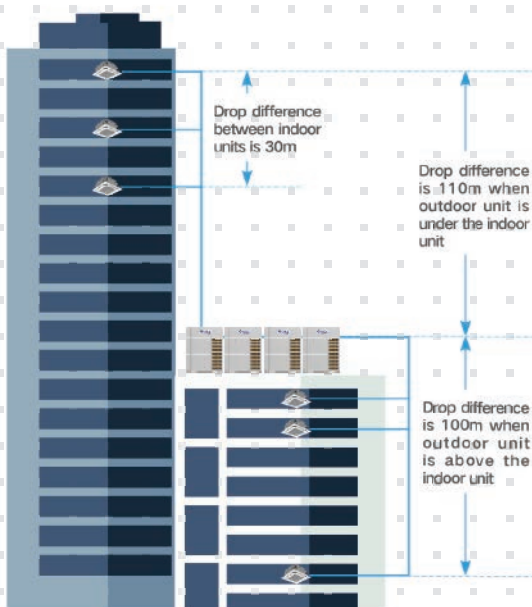 Drop difference
between indoor
units is 30m
Drop difference
is 110m when
outdoor unit is
under the indoor
unit
Drop difference
is 100m when
outdoor unit
is above the
indoor unit